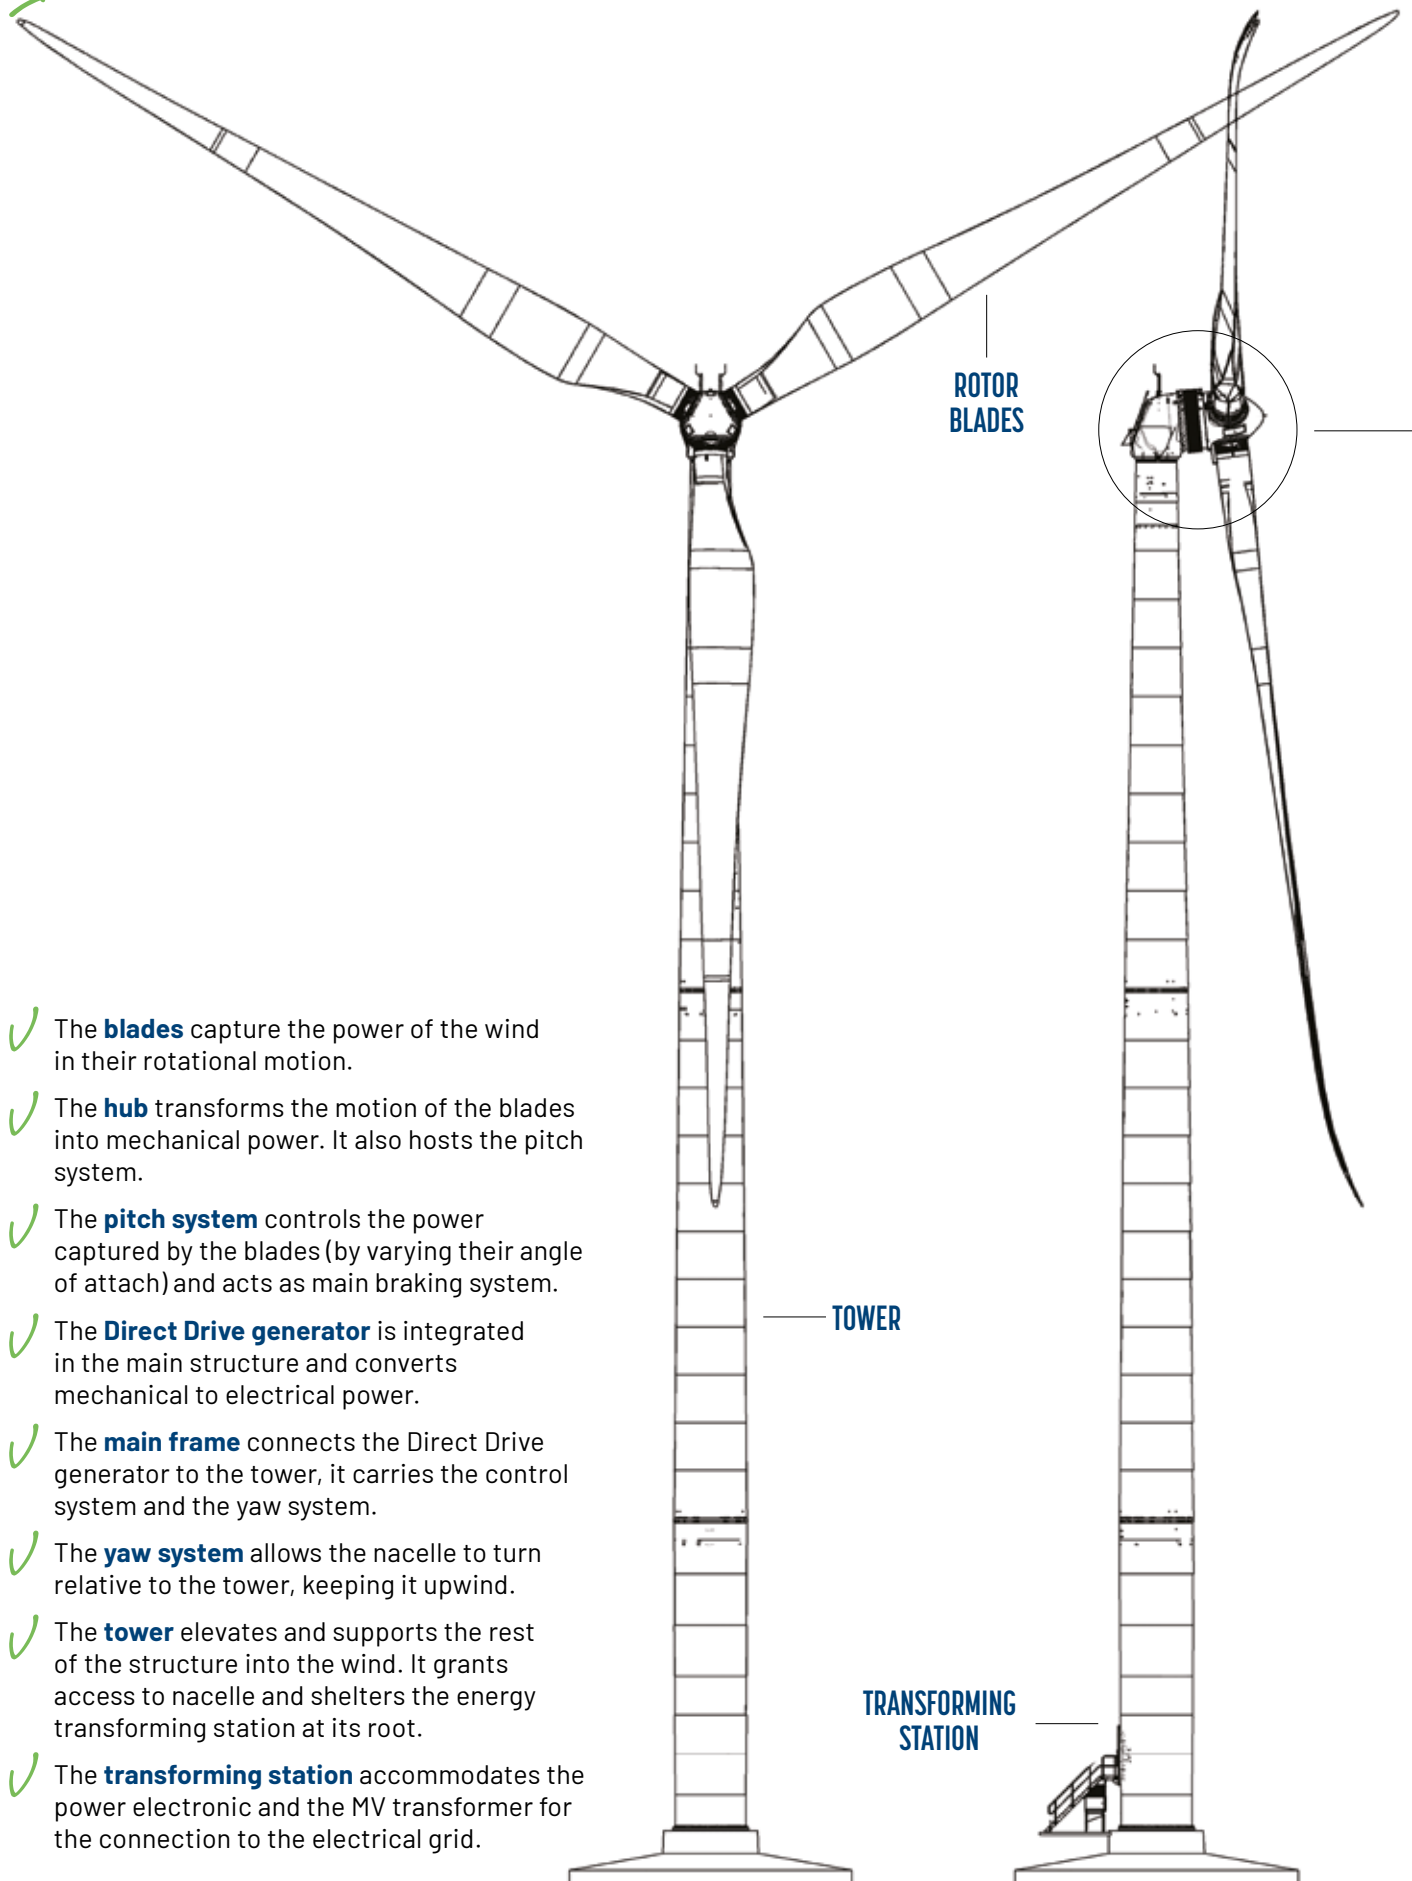 ROTOR
BLADES
The blades capture the power of the wind
in their rotational motion.
The hub transforms the motion of the blades
into mechanical power. It also hosts the pitch
system.
The pitch system controls the power
captured by the blades (by varying their angle
of attach) and acts as main braking system.
The Direct Drive generator is integrated
in the main structure and converts
mechanical to electrical power.
The main frame connects the Direct Drive
generator to the tower, it carries the control
system and the yaw system.
The yaw system allows the nacelle to turn
relative to the tower, keeping it upwind.
The tower elevates and supports the rest
of the structure into the wind. It grants
access to nacelle and shelters the energy
transforming station at its root.
The transforming station accommodates the
power electronic and the MV transformer for
the connection to the electrical grid.
TOWER
TRANSFORMING
STATION